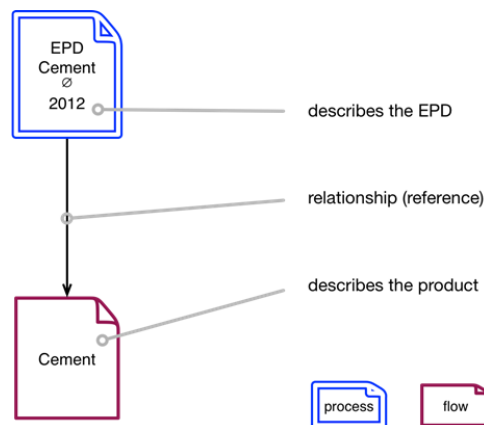 EPD
Cement
∅
2012
describes the EPD
relationship (reference)
describes the product
Cement
process
flow